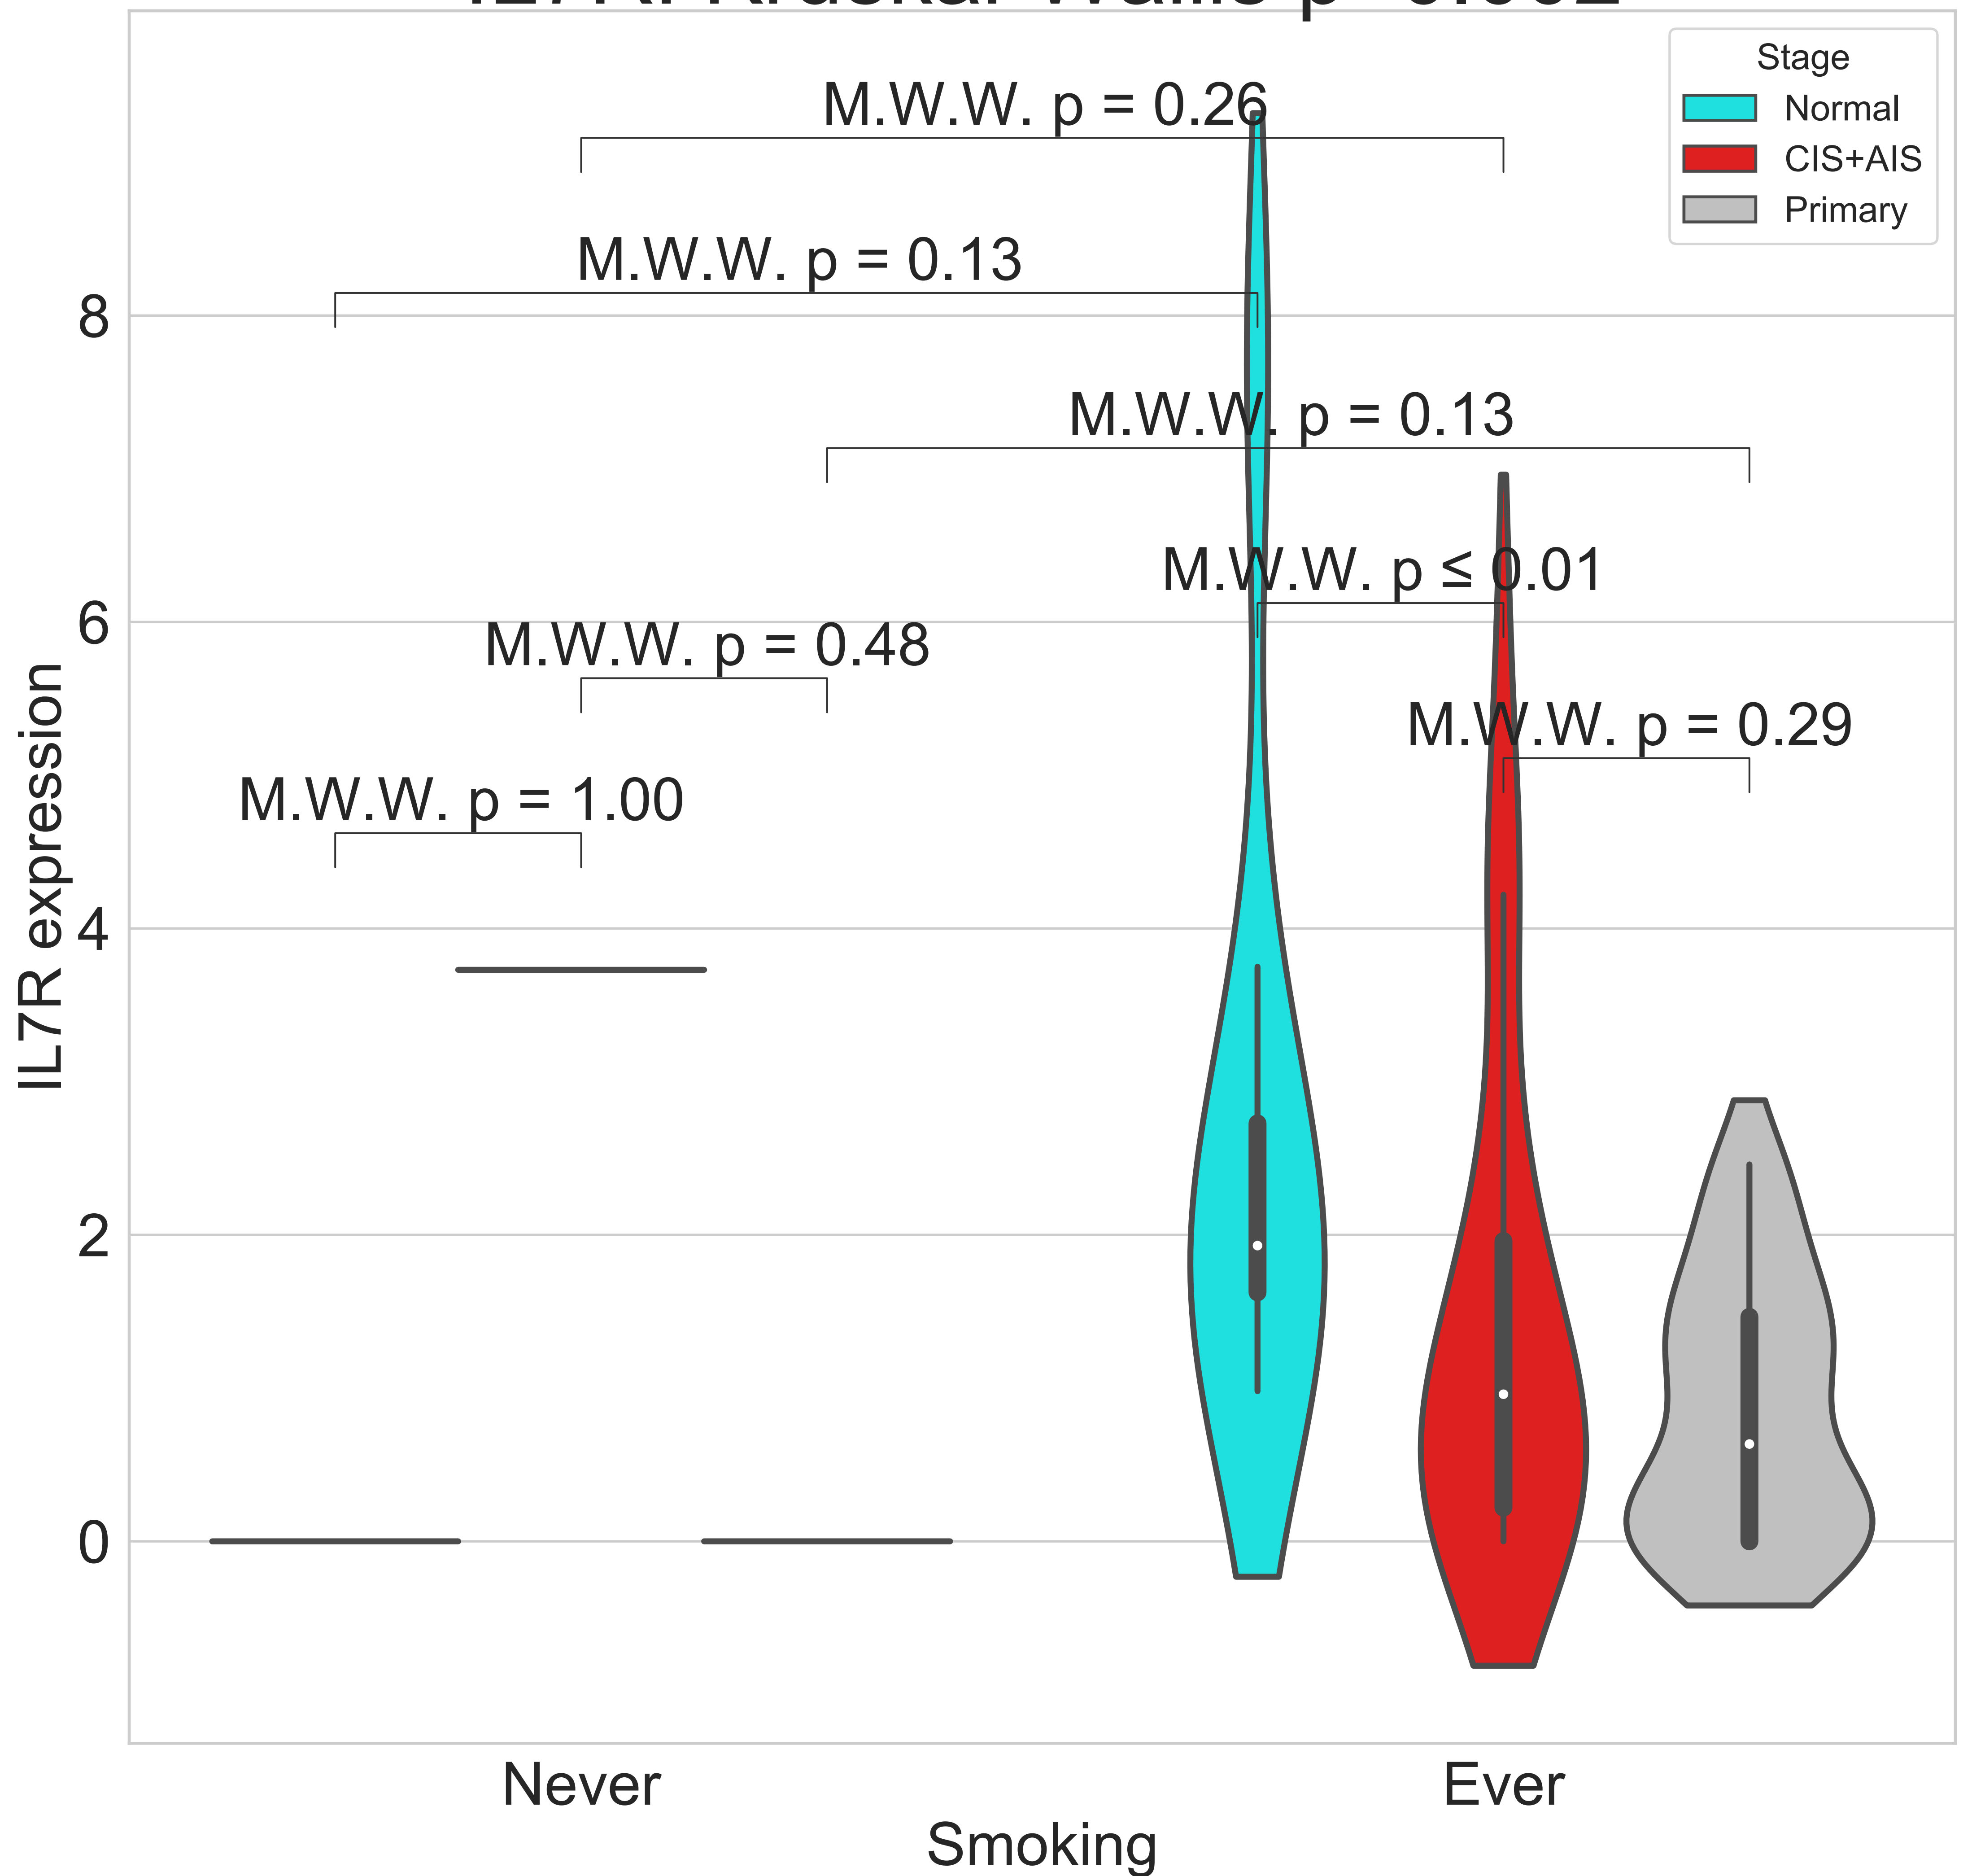 Stage
Normal
CIS+AIS
Primary
M.W.W. p = 0.26
M.W.W. p = 0.13
M.W.W. p = 0.13
M.W.W. p ≤ 0.01
M.W.W. p = 0.48
M.W.W. p = 0.29
M.W.W. p = 1.00
8
6
4
2
0
IL7R expression
Never
Ever
Smoking